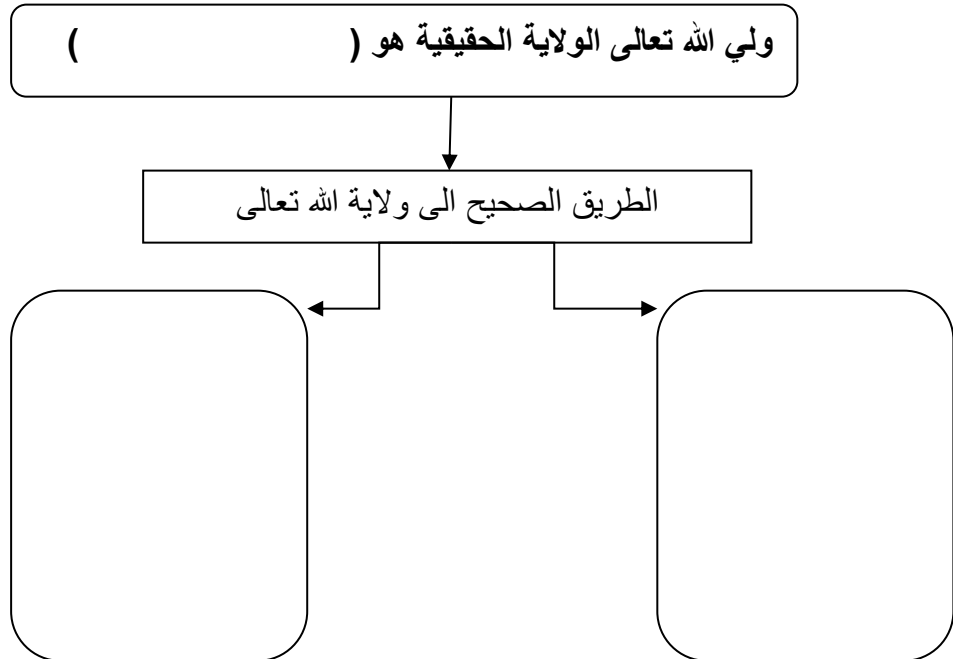 ولي الله تعالى الولاية الحقيقية هو ( )
الطريق الصحيح الى ولاية الله تعالى